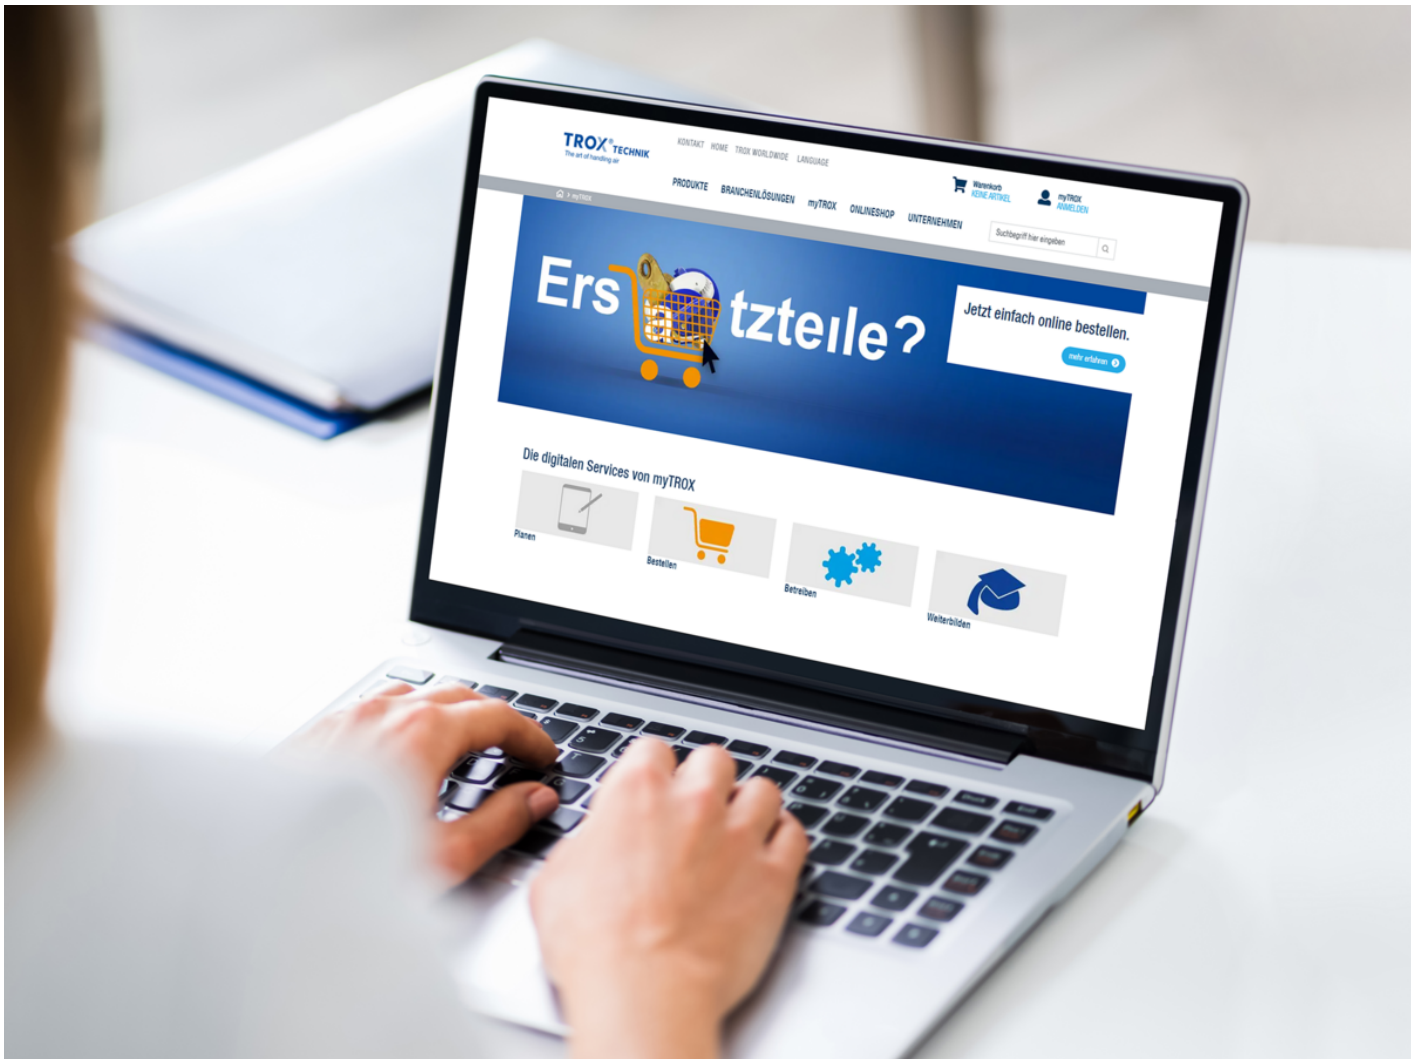 TROX® TECHNIK
The art of handling air
KONTAKT HOME TROX WORLDWIDE LANGUAGE
Warenkorb
KEINE ARTIKEL
myTROX
ANMELDEN
PRODUKTE BRANCHENLÖSUNGEN myTROX ONLINESHOP UNTERNEHMEN
Suchbegriff hier eingeben
> myTROX
Ers tzteile?
Jetzt einfach online bestellen.
mehr erfahren
Die digitalen Services von myTROX
Planen
Bestellen
Betreiben
Weiterbilden